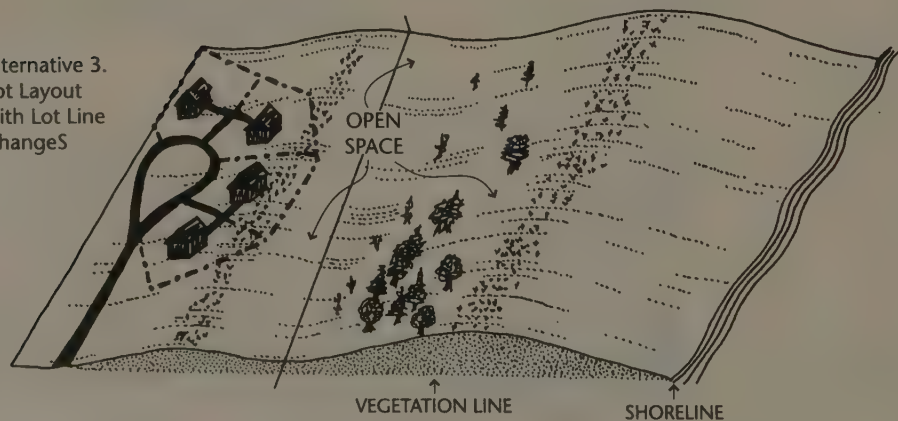 ternative 3.
ot Layout
ith Lot Line
hangeS
OPEN
SPACE
VEGETATION LINE
SHORELINE